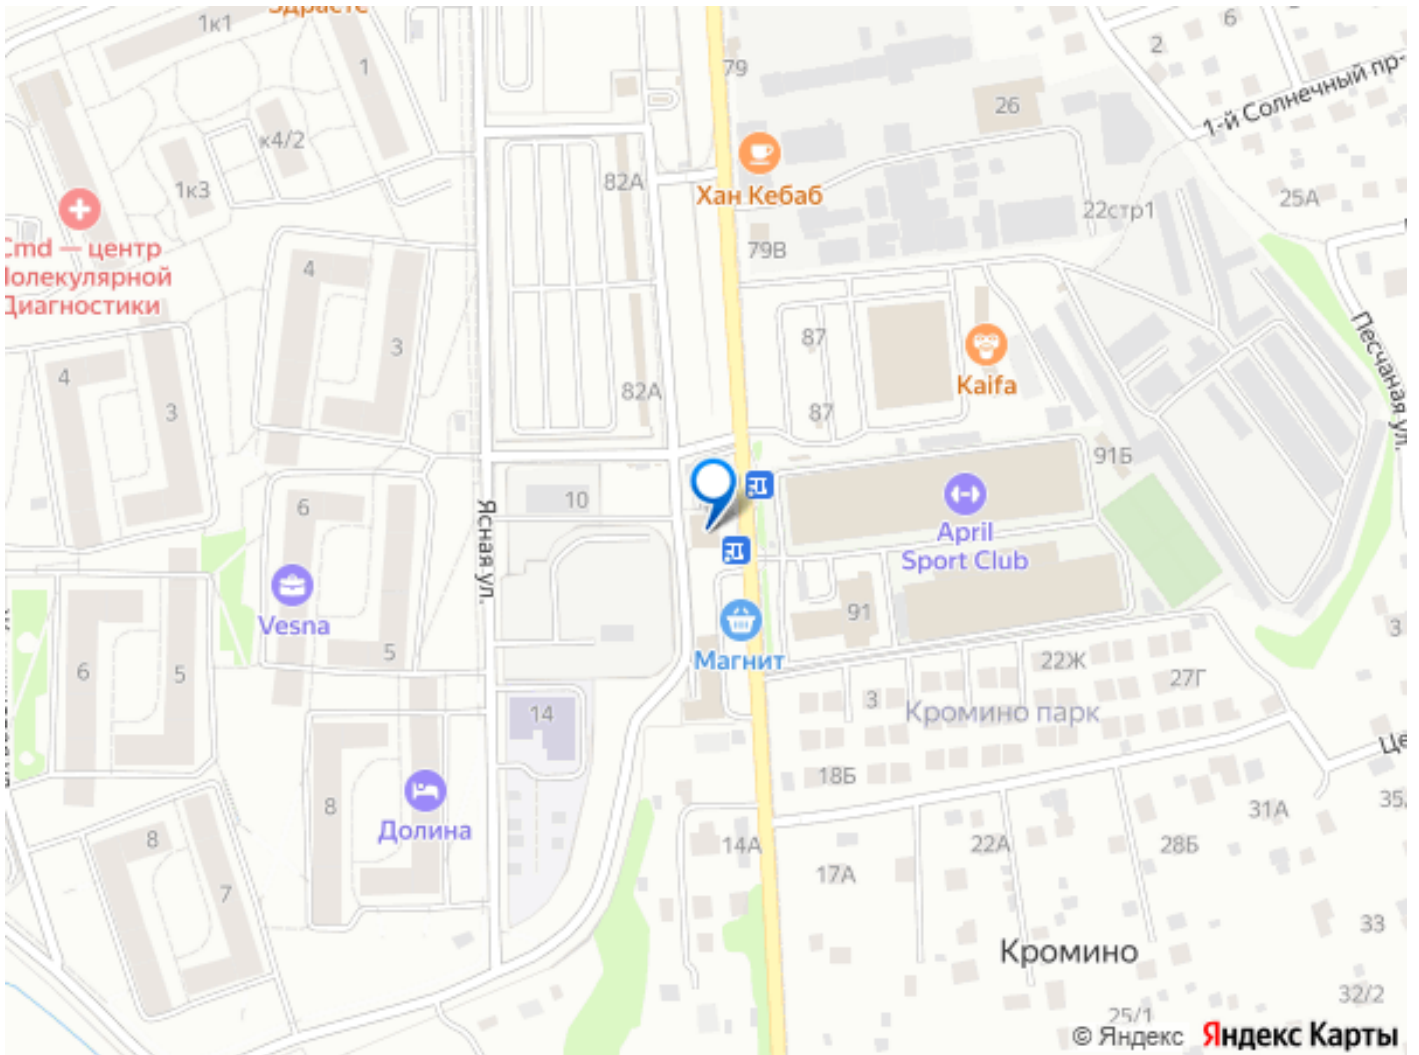 Здрасте
1к1
1
79
2
6
1-й Солнечный пр-
26
к4/2
1к3
82А
Хан Кебаб
22стр1
25А
79В
Cmd — центр
Молекулярной
Диагностики
4
3
87
Kaifa
Песчаная ул.
4
3
82А
87
91Б
10
6
Ясная ул.
April
Sport Club
Vesna
5
91
Магнит
22Ж
27Г
3
6
5
3
Кромино парк
14
18Б
Це
8
Долина
31А
35
14А
22А
28Б
8
17А
7
33
Кромино
32/2
25/1
© Яндекс Яндекс Карты